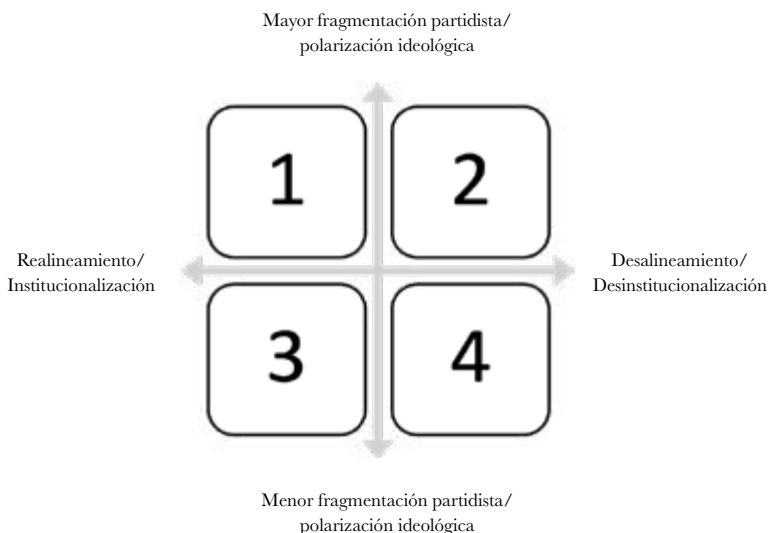 Mayor fragmentación partidista/
polarización ideológica
1
2
Realineamiento/
Institucionalización
Desalineamiento/
Desinstitucionalización
3
4
Menor fragmentación partidista/
polarización ideológica